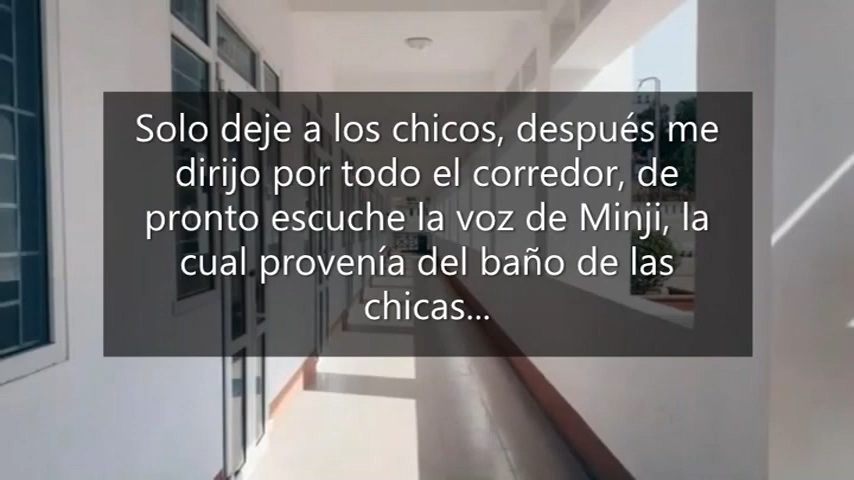 Solo deje a los chicos, después me
dirijo por todo el corredor, de
pronto escuche la voz de Minji, la
cual provenía del baño de las
chicas...